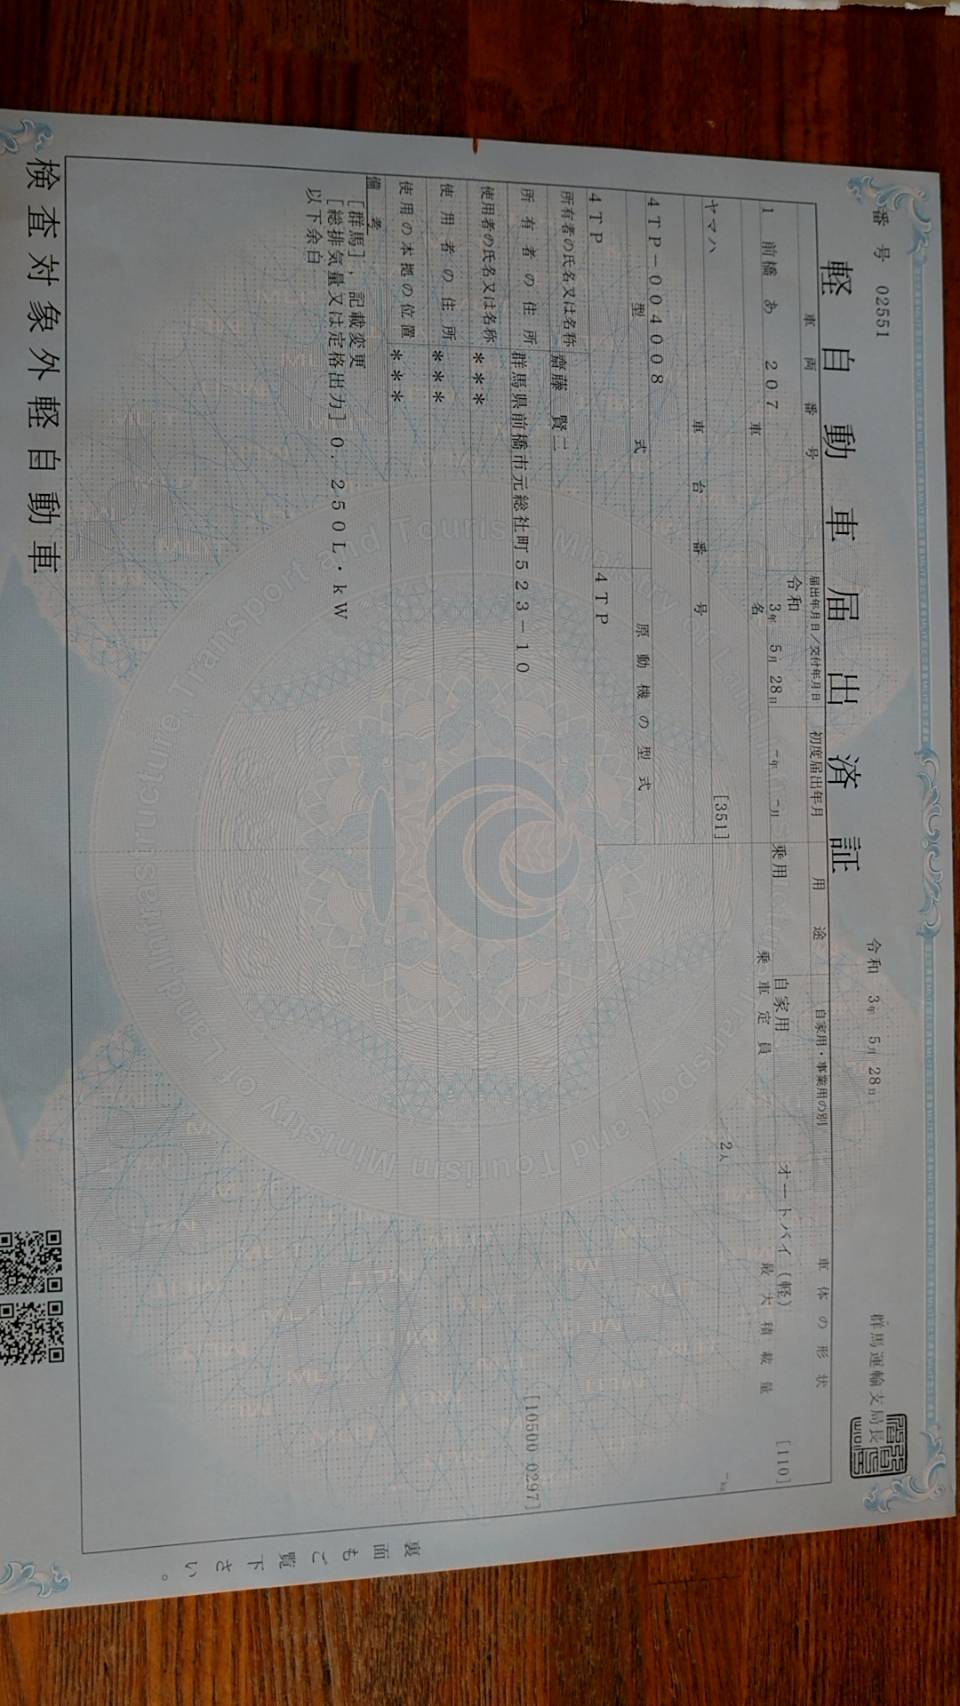 番号 02551
令和 3年 5月 28日
群馬運輸支局長
軽自動車届出済証
車両番号 届出年月日/交付年月日 初度届出年月 用途 自家用・事業用の別 車体の形状
1 前橋 あ 207 令和 3年 5月 28日 -年 -月 乗用 自家用 オートバイ(軽) [110]
車名 乗車定員 最大積載量
ヤマハ [351] 2人 -kg
車台番号
4TP-004008
型式 原動機の型式
4TP 4TP
所有者の氏名又は名称 齋藤 賢二
所有者の住所 群馬県前橋市元総社町523-10 [10500 0297]
使用者の氏名又は名称 ***
使用者の住所 ***
使用の本拠の位置 ***
備考
[群馬],記載変更
[総排気量又は定格出力] 0.250L・kW
以下余白
検査対象外軽自動車
裏面もご覧下さい。